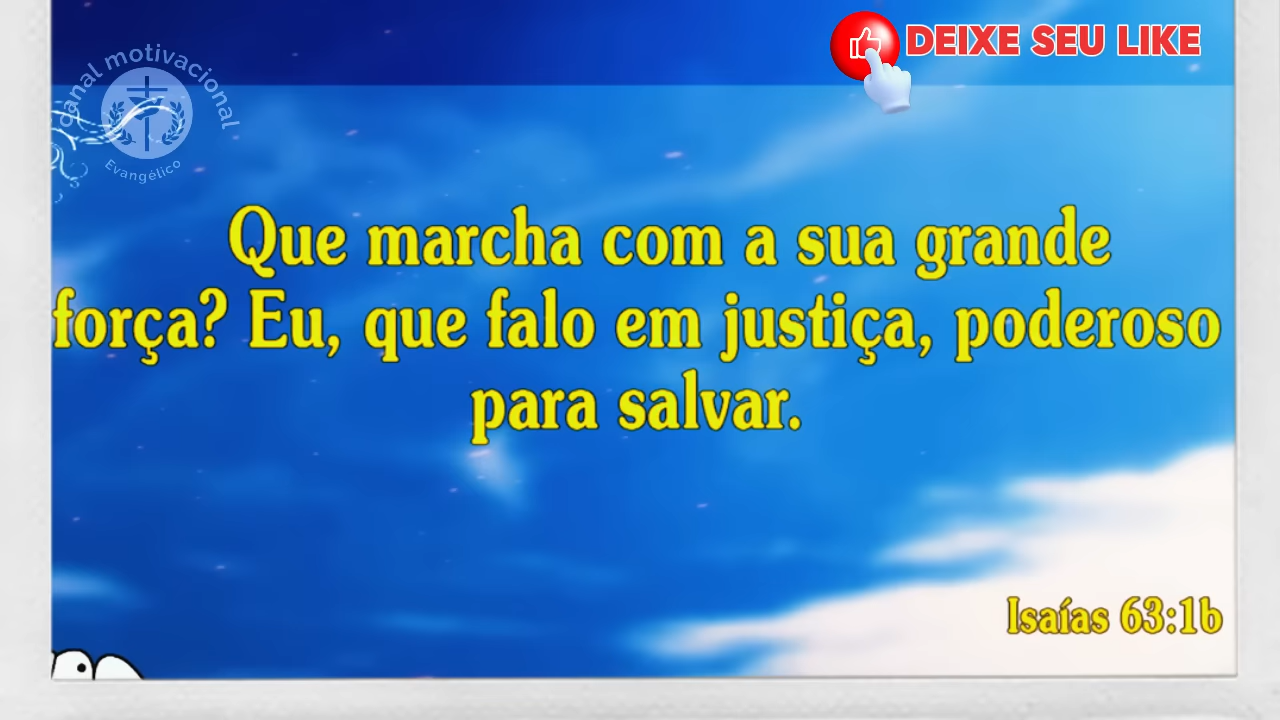 DEIXE SEU LIKE
canal motivacional
Evangélico
Que marcha com a sua grande
força? Eu, que falo em justiça, poderoso
para salvar.
Isaías 63:1b